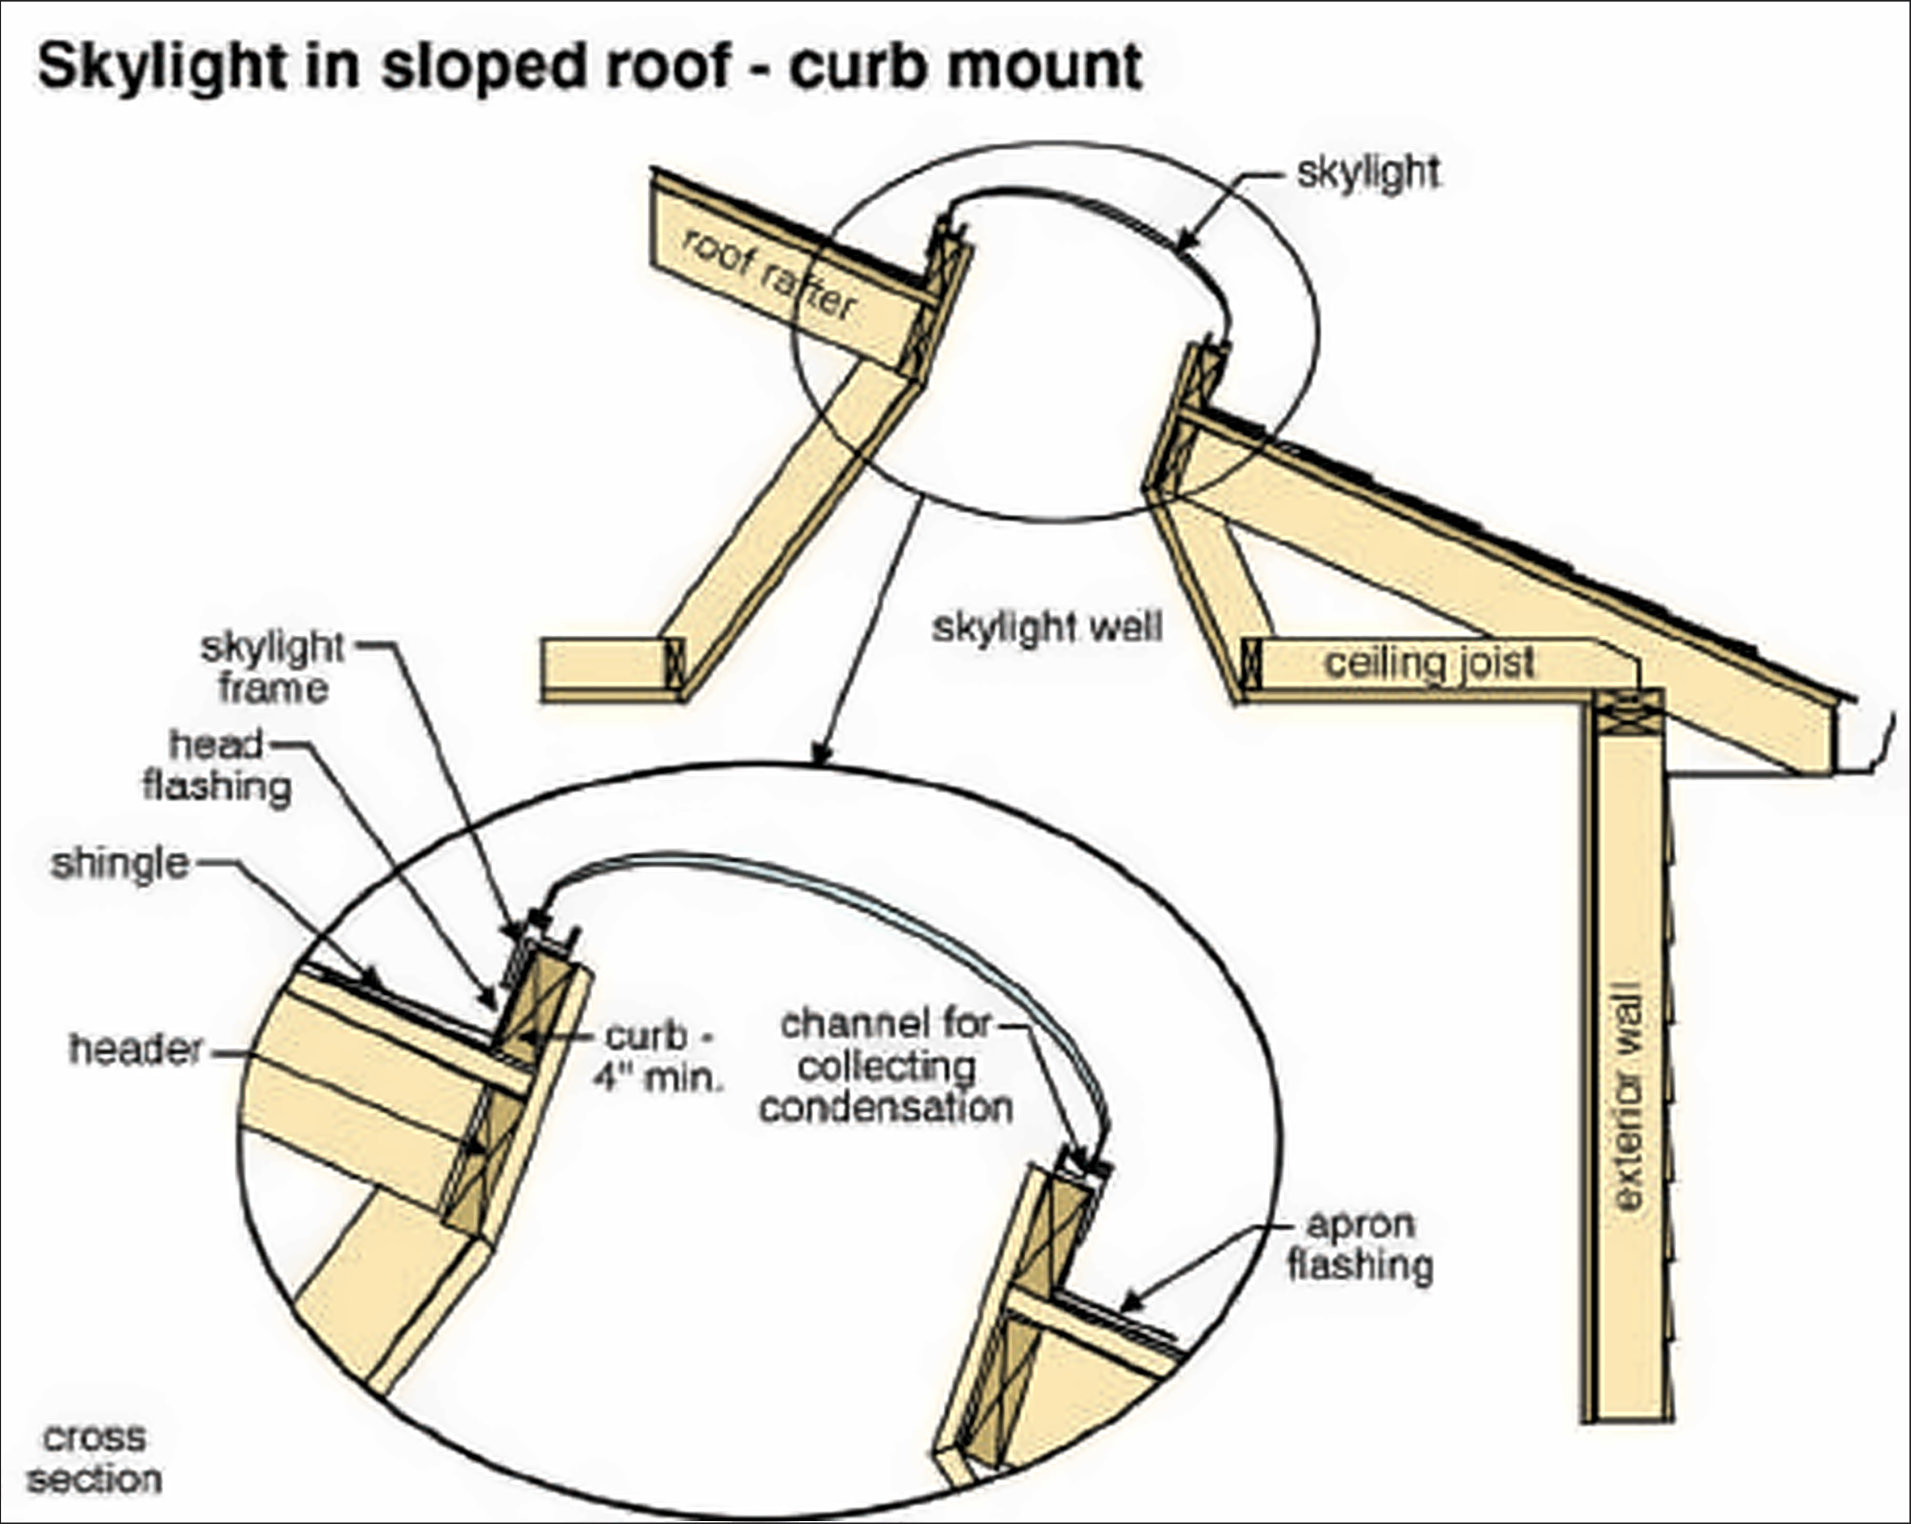 Skylight in sloped roof - curb mount
skylight
roof rafter
skylight well
ceiling joist
skylight
frame
head
flashing
shingle
header
curb -
4" min.
channel for
collecting
condensation
apron
flashing
exterior wall
cross
section